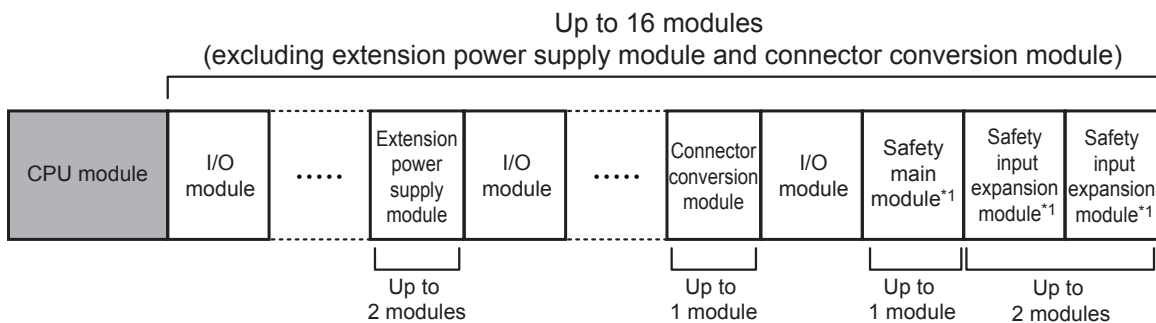 Up to 16 modules
(excluding extension power supply module and connector conversion module)
CPU module
I/O
module
.....
Extension
power
supply
module
I/O
module
.....
Connector
conversion
module
I/O
module
Safety
main
module*1
Safety
input
expansion
module*1
Safety
input
expansion
module*1
Up to
2 modules
Up to
1 module
Up to
1 module
Up to
2 modules